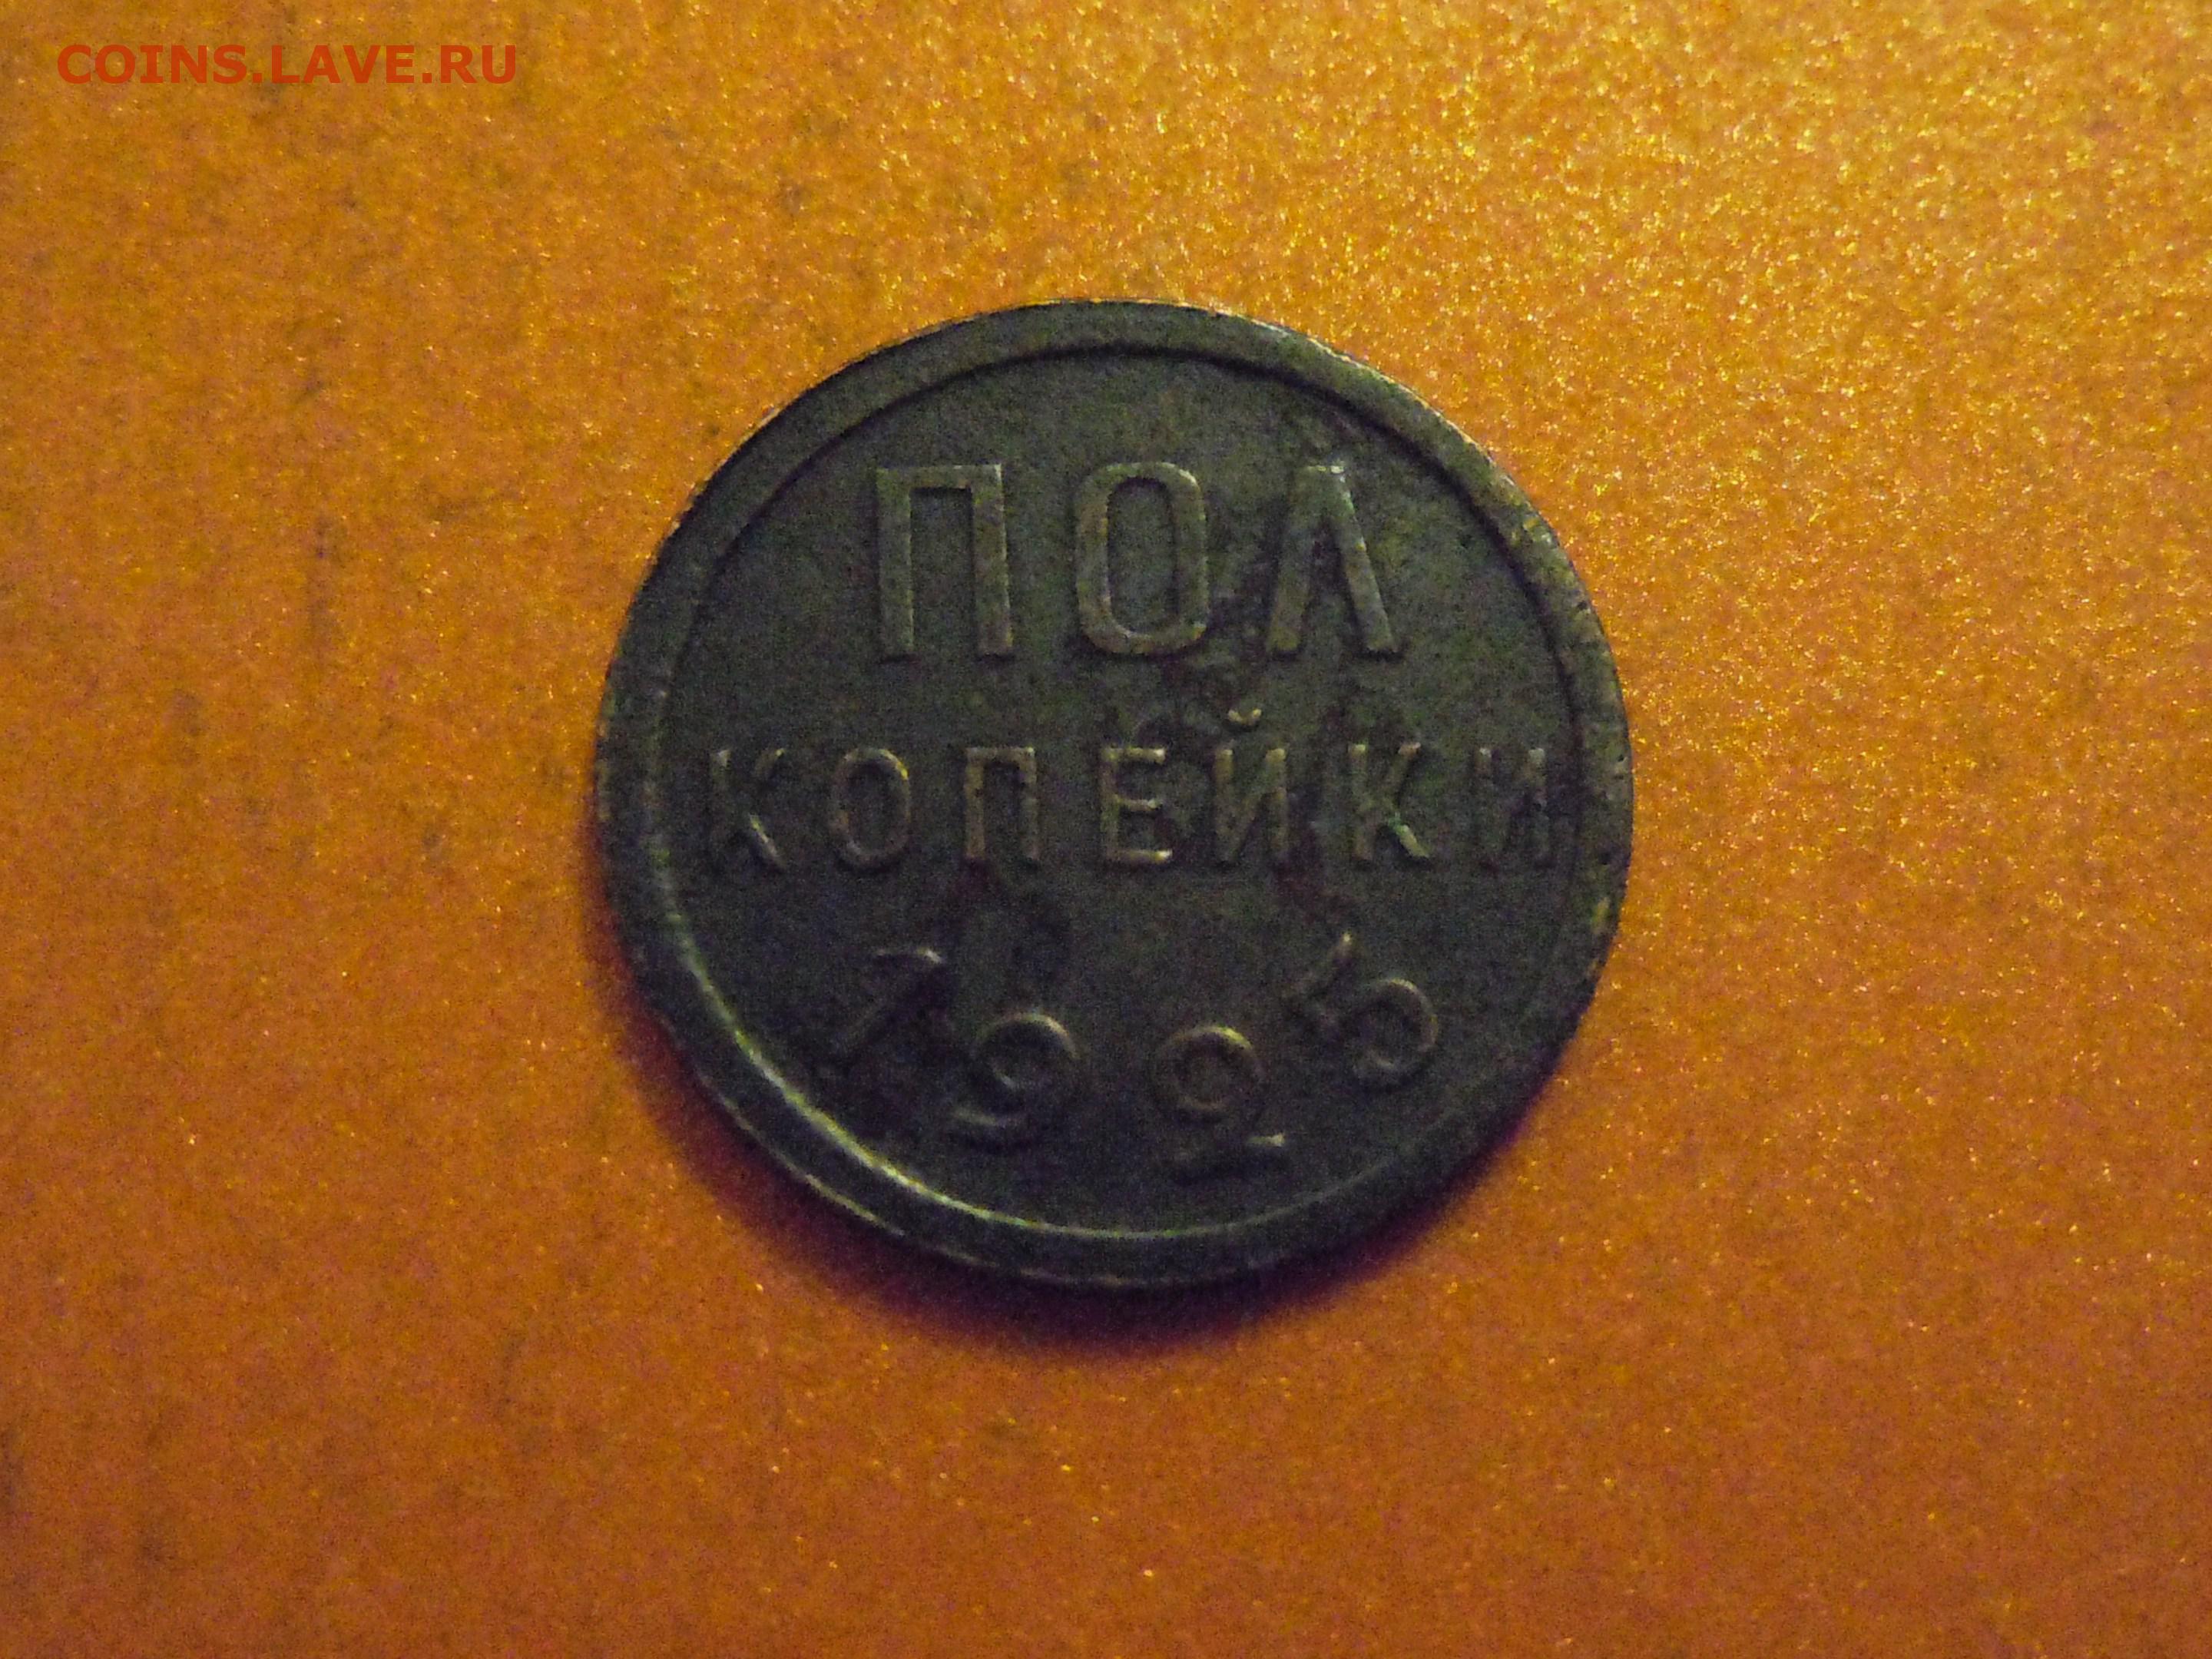 COINS.LAVE.RU
ПОЛ
КОПЕЙКИ
1925